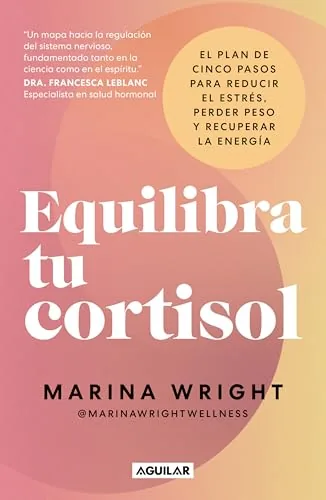 "Un mapa hacia la regulación
del sistema nervioso,
fundamentado tanto en la
ciencia como en el espíritu."
DRA. FRANCESCA LEBLANC
Especialista en salud hormonal
EL PLAN DE
CINCO PASOS
PARA REDUCIR
EL ESTRÉS,
PERDER PESO
Y RECUPERAR
LA ENERGÍA
Equilibra
tu
cortisol
MARINA WRIGHT
@MARINAWRIGHTWELLNESS
AGUILAR